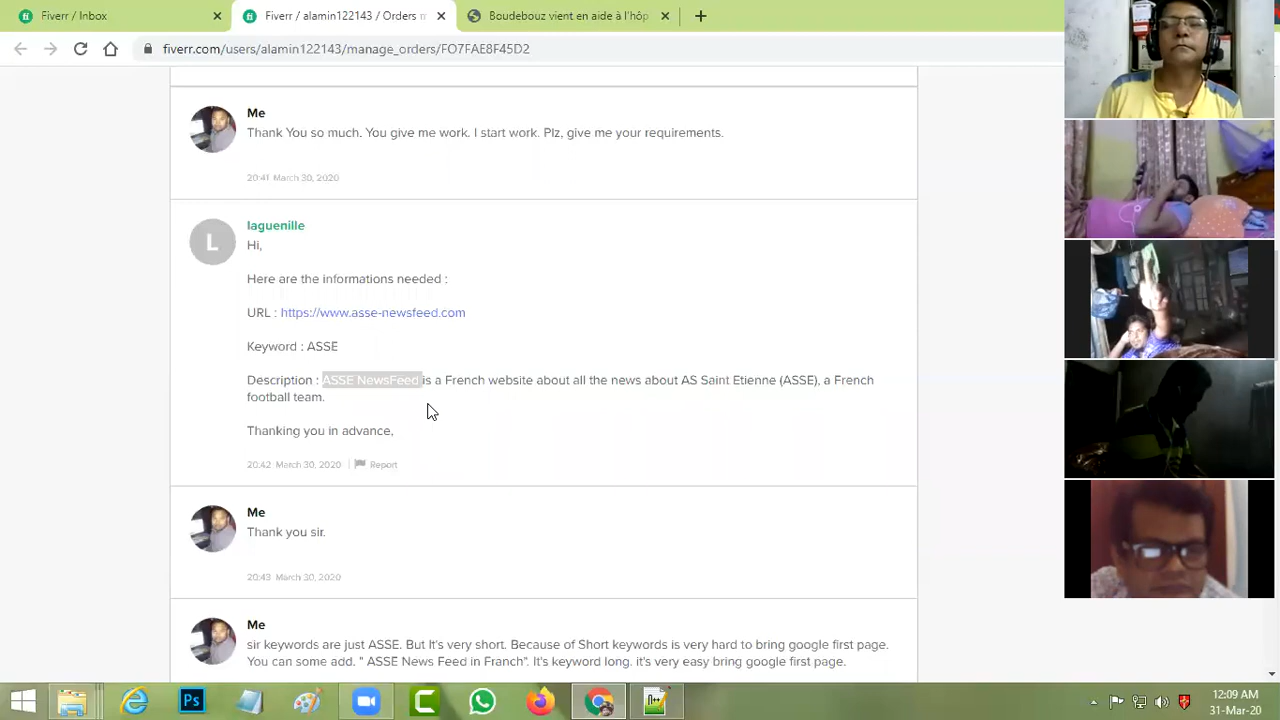 Fiverr / Inbox
Fiverr / alamin122143 / Orders m
Boudebouz vient en aide à l'hôp
fiverr.com/users/alamin122143/manage_orders/FO7FAE8F45D2
Me
Thank You so much. You give me work. I start work. Plz, give me your requirements.
20:41 March 30, 2020
L
laguenille
Hi,
Here are the informations needed :
URL : https://www.asse-newsfeed.com
Keyword : ASSE
Description : ASSE NewsFeed is a French website about all the news about AS Saint Etienne (ASSE), a French
football team.
Thanking you in advance,
20:42 March 30, 2020 | Report
Me
Thank you sir.
20:43 March 30, 2020
Me
sir keywords are just ASSE. But It's very short. Because of Short keywords is very hard to bring google first page.
You can some add. " ASSE News Feed in Franch". It's keyword long. it's very easy bring google first page.
Ps
12:09 AM
31-Mar-20